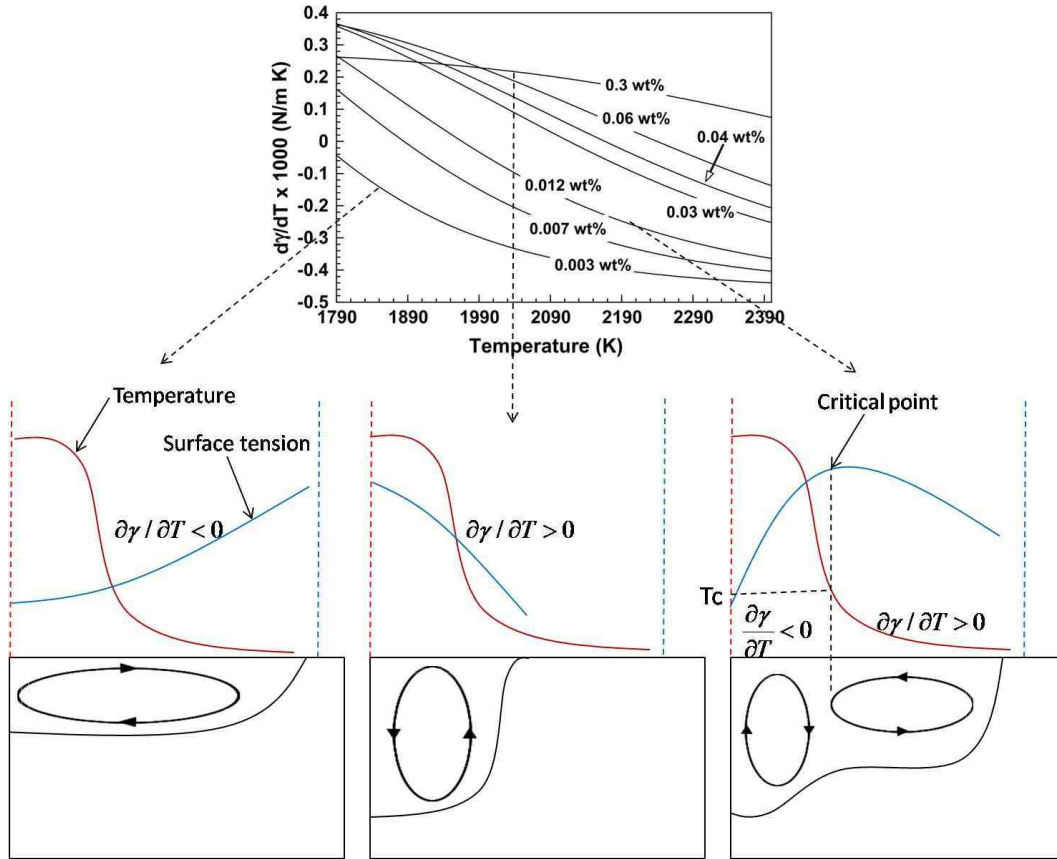 0.4
0.3
0.2
0.1
0
-0.1
-0.2
-0.3
-0.4
-0.5
dγ/dT x 1000 (N/m K)
0.3 wt%
0.06 wt%
0.04 wt%
0.012 wt%
0.03 wt%
0.007 wt%
0.003 wt%
1790 1890 1990 2090 2190 2290 2390
Temperature (K)
Temperature
Surface tension
∂γ / ∂T < 0
∂γ / ∂T > 0
Critical point
Tc
∂γ/∂T < 0
∂γ / ∂T > 0